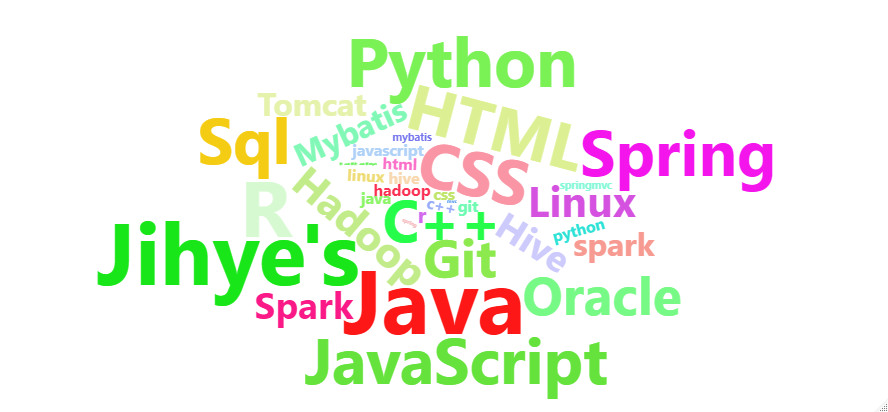 Python
Tomcat
HTML
Mybatis
Sql
mybatis
Spring
javascript
html
CSS
linux
hive
springmvc
hadoop
R
Hadoop
java
css
Linux
c++
git
r
C++
python
Hive
spark
Jihye's
Git
Spark
Java
Oracle
JavaScript